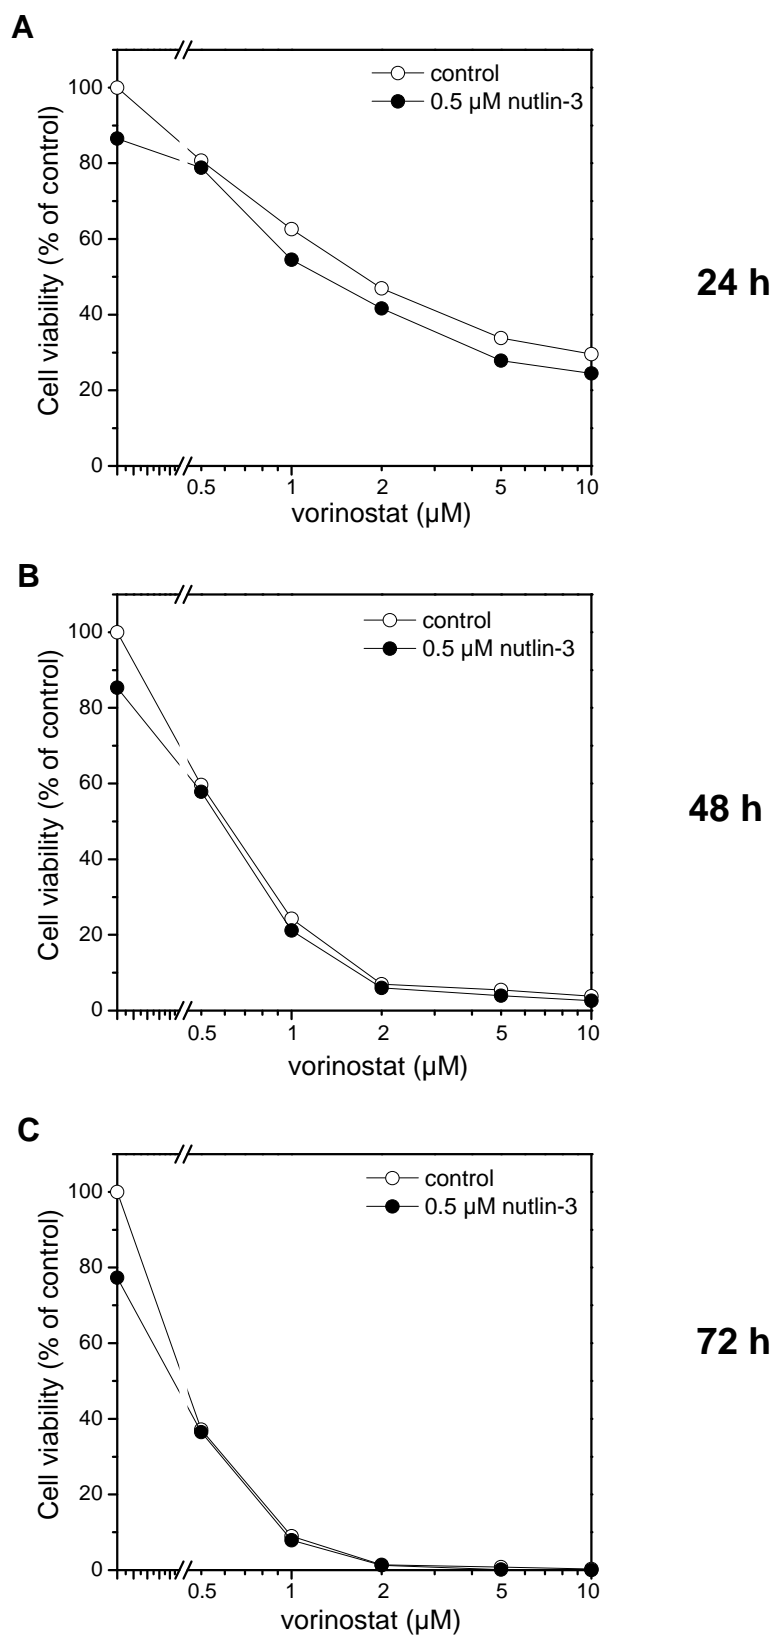 A
control
0.5 µM nutlin-3
100
80
60
40
20
0
Cell viability (% of control)
0.5 1 2 5 10
vorinostat (µM)
24 h
B
control
0.5 µM nutlin-3
100
80
60
40
20
0
Cell viability (% of control)
0.5 1 2 5 10
vorinostat (µM)
48 h
C
control
0.5 µM nutlin-3
100
80
60
40
20
0
Cell viability (% of control)
0.5 1 2 5 10
vorinostat (µM)
72 h